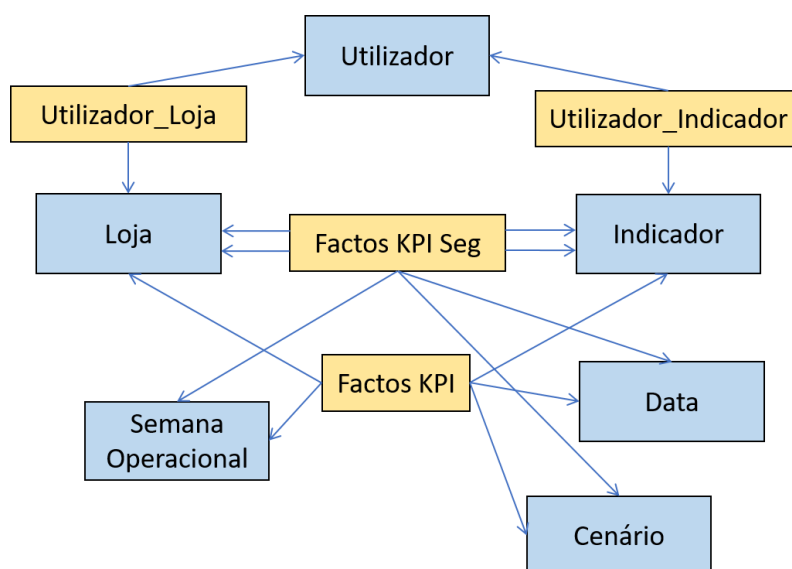 Utilizador
Utilizador_Loja
Utilizador_Indicador
Loja
Factos KPI Seg
Indicador
Factos KPI
Data
Semana
Operacional
Cenário